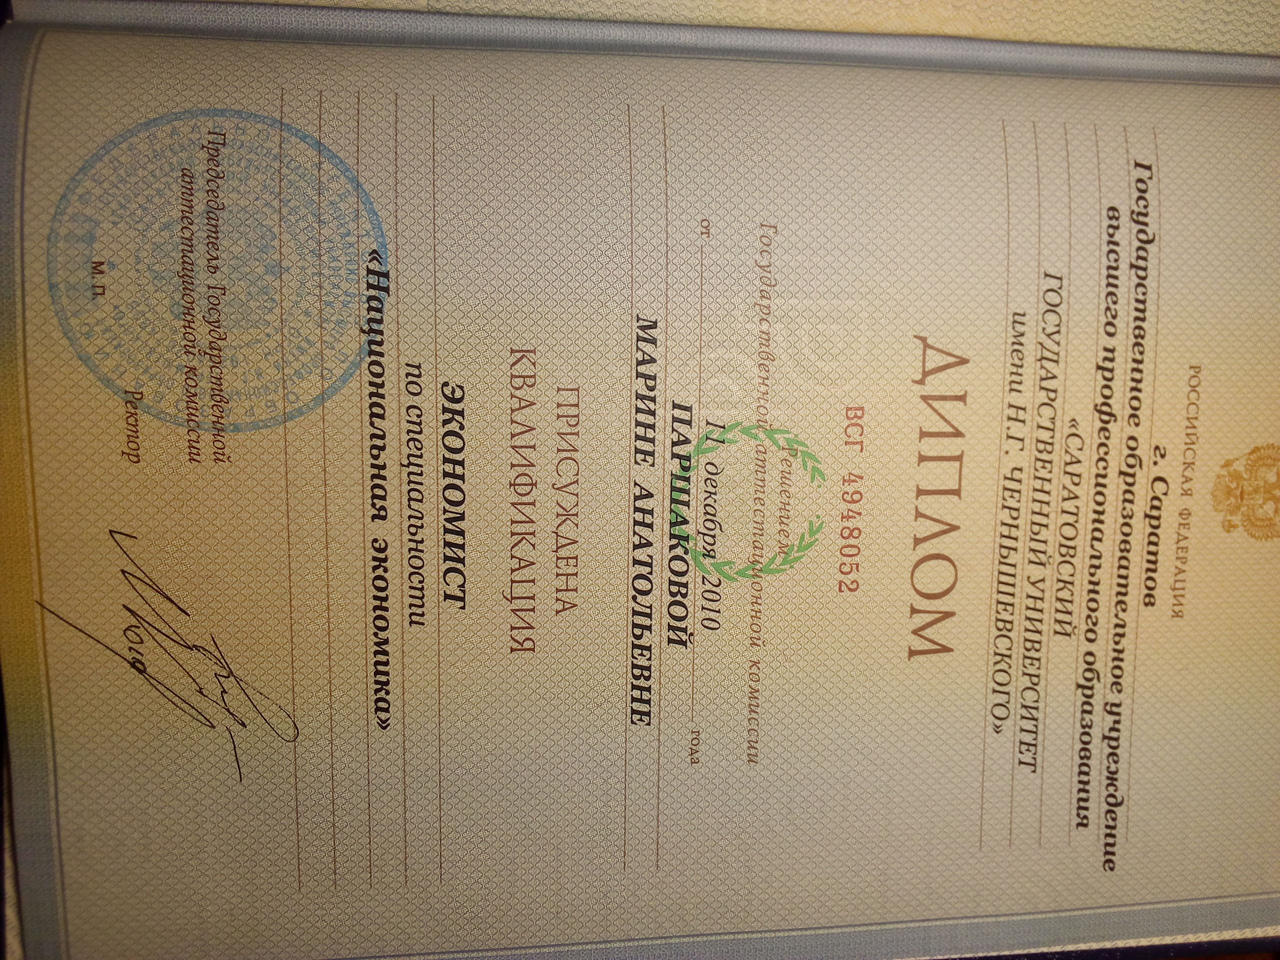 РОССИЙСКАЯ ФЕДЕРАЦИЯ
г. Саратов
Государственное образовательное учреждение
высшего профессионального образования
«САРАТОВСКИЙ
ГОСУДАРСТВЕННЫЙ УНИВЕРСИТЕТ
имени Н.Г. ЧЕРНЫШЕВСКОГО»
ДИПЛОМ
ВСГ 4948052
Решением
Государственной аттестационной комиссии
от 11 декабря 2010 года
ПАРШАКОВОЙ
МАРИНЕ АНАТОЛЬЕВНЕ
ПРИСУЖДЕНА
КВАЛИФИКАЦИЯ
ЭКОНОМИСТ
по специальности
«Национальная экономика»
Председатель Государственной
аттестационной комиссии
Ректор
М.П.